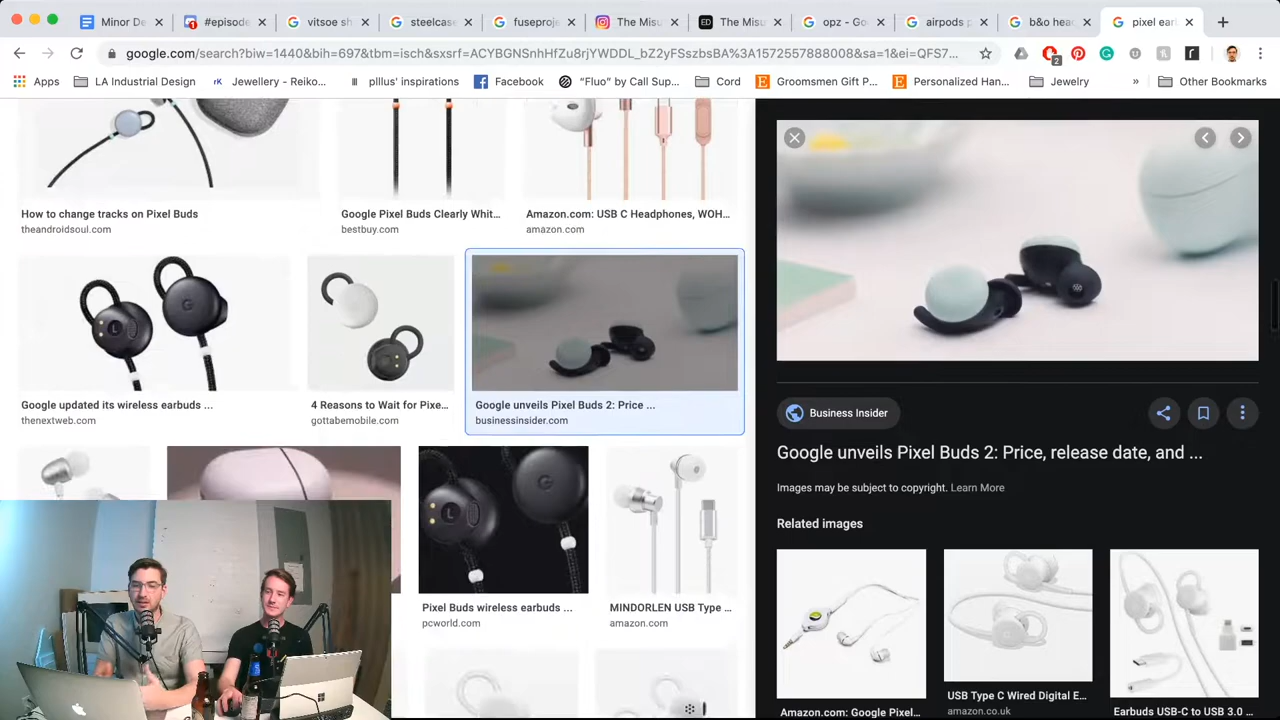 Minor De
#episode
vitsoe sh
steelcase
fuseproje
The Misu
The Misu
opz - Goo
airpods p
b&o hea
pixel ear
google.com/search?biw=1440&bih=697&tbm=isch&sxsrf=ACYBGNSnhHfZu8rjYWDDL_bZ2yFSszbsBA%3A1572557888008&sa=1&ei=QFS7...
2
Apps
LA Industrial Design
Jewellery - Reiko...
plllus' inspirations
Facebook
“Fluo” by Call Sup...
Cord
Groomsmen Gift P...
Personalized Han...
Jewelry
»
Other Bookmarks
How to change tracks on Pixel Buds
theandroidsoul.com
Google Pixel Buds Clearly Whit...
bestbuy.com
Amazon.com: USB C Headphones, WOH...
amazon.com
Google updated its wireless earbuds ...
thenextweb.com
4 Reasons to Wait for Pixe...
gottabemobile.com
Google unveils Pixel Buds 2: Price ...
businessinsider.com
Pixel Buds wireless earbuds ...
pcworld.com
MINDORLEN USB Type ...
amazon.com
Business Insider
Google unveils Pixel Buds 2: Price, release date, and ...
Images may be subject to copyright. Learn More
Related images
Amazon.com: Google Pixel...
USB Type C Wired Digital E...
amazon.co.uk
Earbuds USB-C to USB 3.0 ...